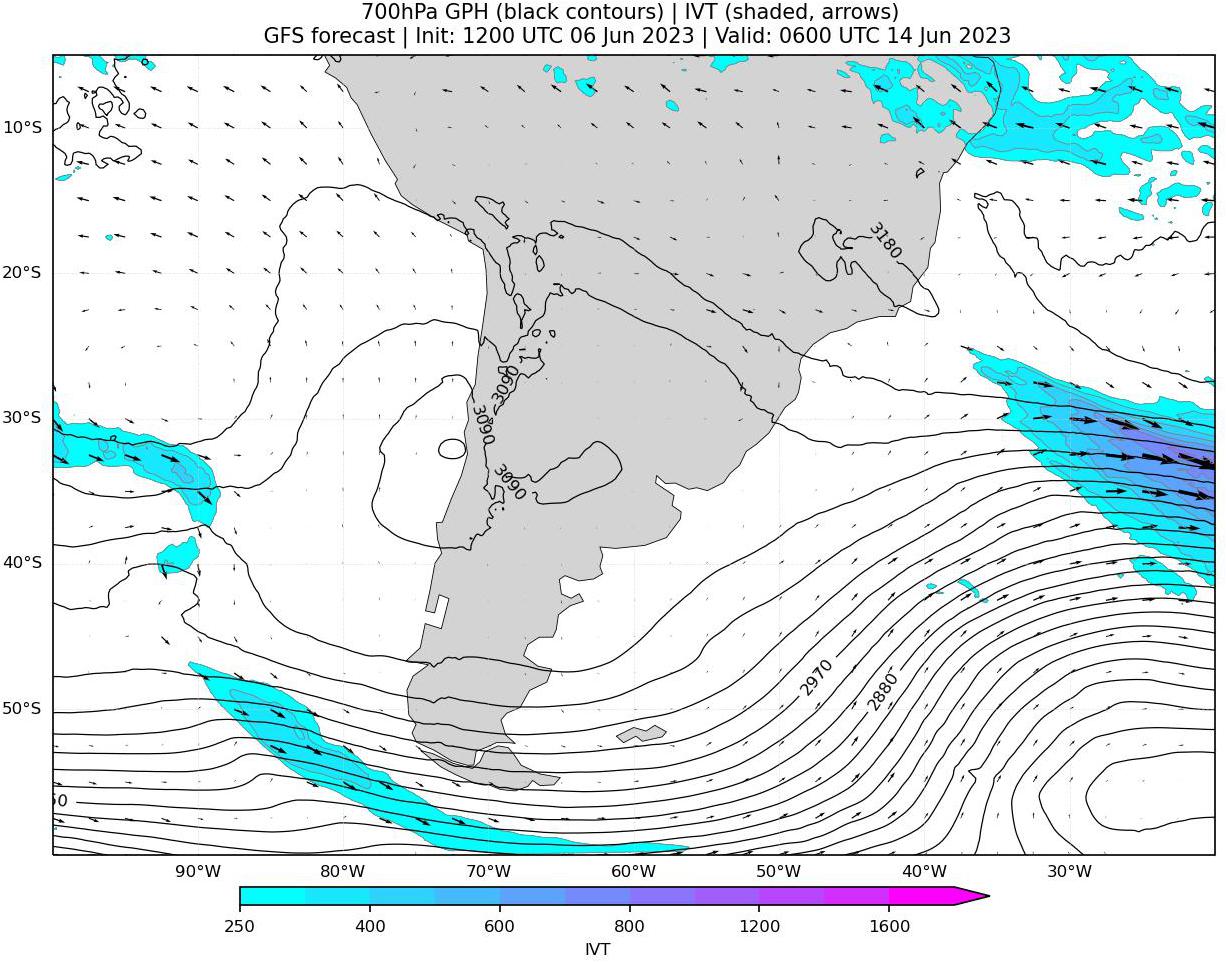 700hPa GPH (black contours) | IVT (shaded, arrows)
GFS forecast | Init: 1200 UTC 06 Jun 2023 | Valid: 0600 UTC 14 Jun 2023
10°S
20°S
30°S
40°S
50°S
3180
3090
3090
3090
2970
2880
50
90°W
80°W
70°W
60°W
50°W
40°W
30°W
250
400
600
800
1200
1600
IVT